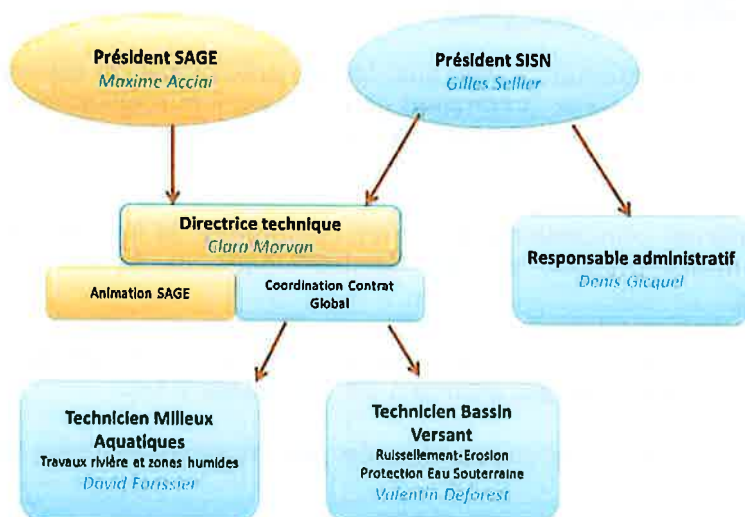 Président SAGE
Maxime Acciai
Président SISN
Gilles Sellier
Directrice technique
Clara Morvan
Animation SAGE
Coordination Contrat
Global
Responsable administratif
Denis Gicquel
Technicien Milieux
Aquatiques
Travaux rivière et zones humides
David Forissier
Technicien Bassin
Versant
Ruissellement-Erosion
Protection Eau Souterraine
Valentin Deforest